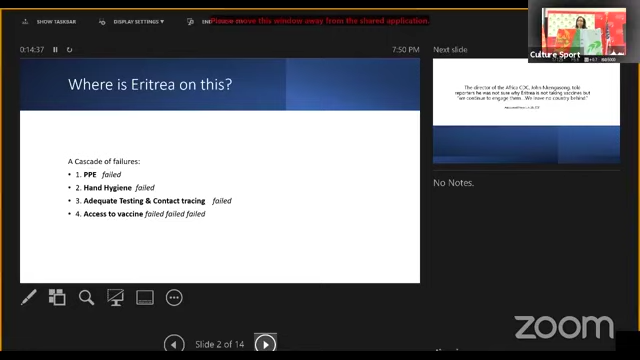 SHOW TASKBAR
DISPLAY SETTINGS
Please move this window away from the shared application.
0:14:37
7:50 PM
Next slide
Culture Sport
Where is Eritrea on this?
A Cascade of failures:
• 1. PPE failed
• 2. Hand Hygiene failed
• 3. Adequate Testing & Contact tracing failed
• 4. Access to vaccine failed failed failed
The director of the Africa CDC, John Nkengasong, told
reporters he was not sure why Eritrea is not taking vaccines but
"we continue to engage them... We leave no country behind."
No Notes.
Slide 2 of 14
zoom